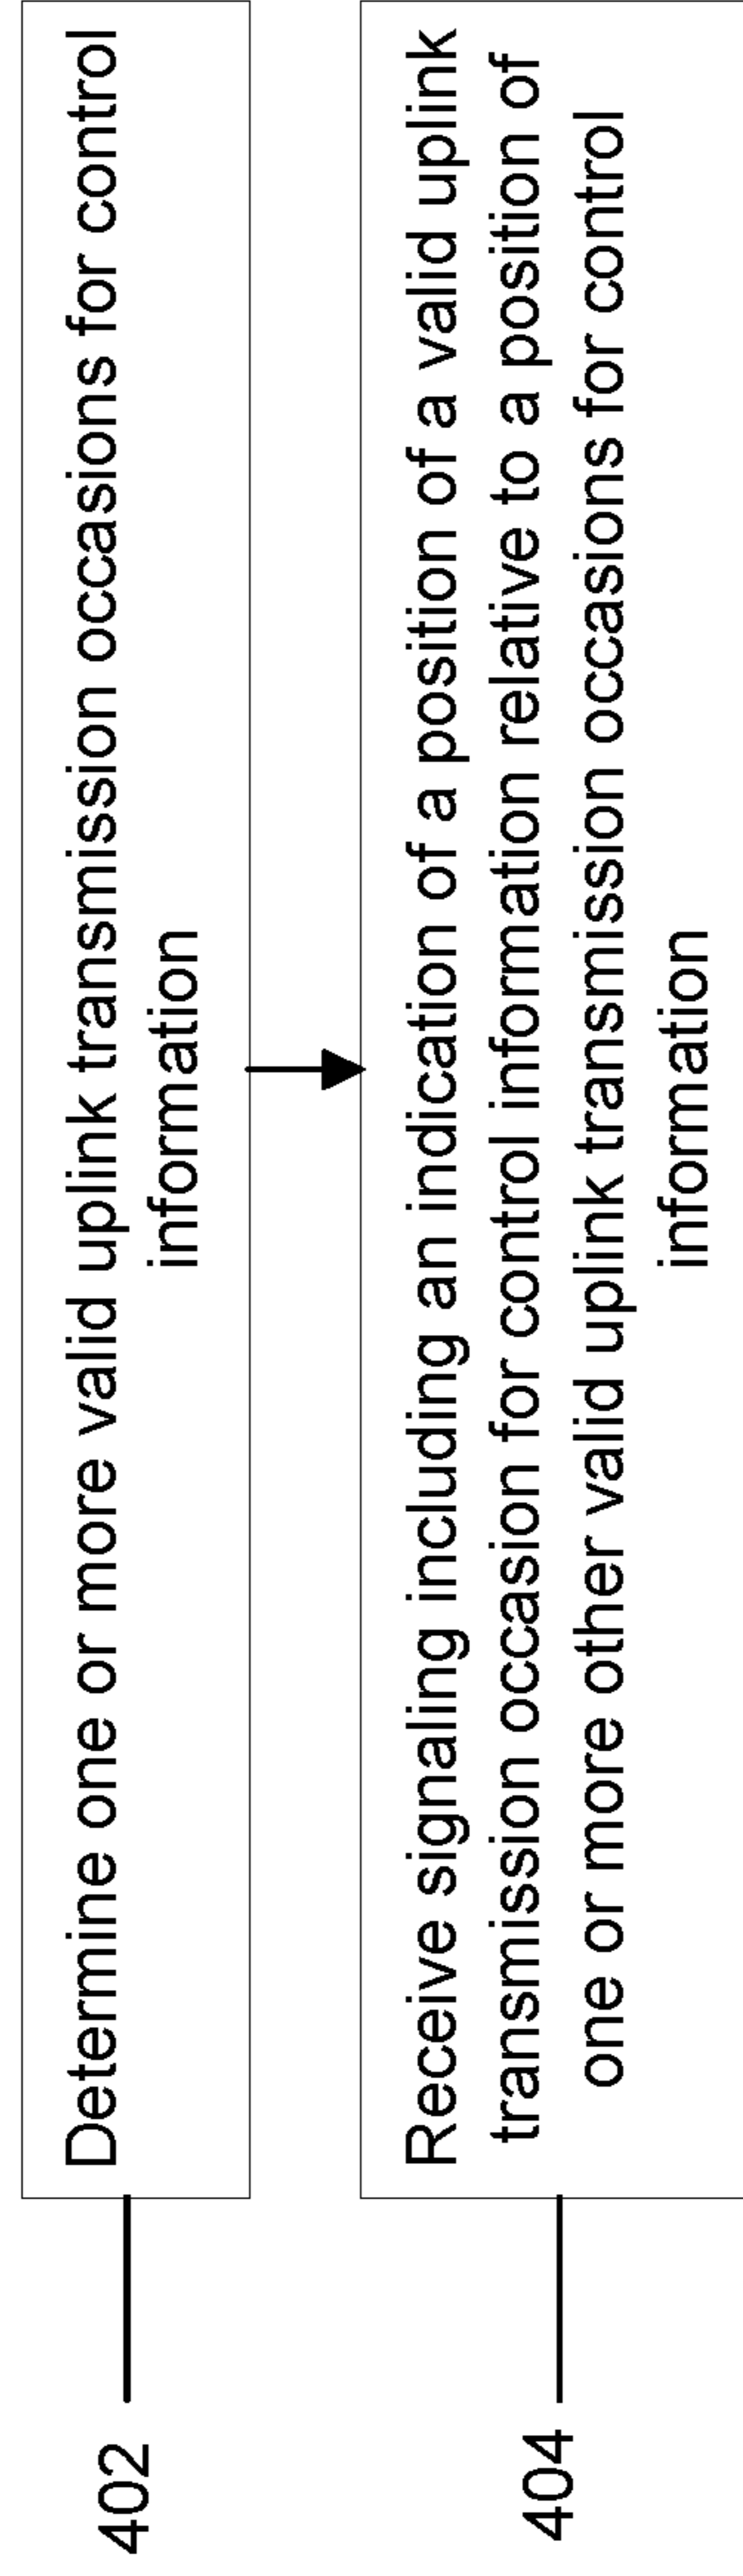 402
Determine one or more valid uplink transmission occasions for control
information
404
Receive signaling including an indication of a position of a valid uplink
transmission occasion for control information relative to a position of
one or more other valid uplink transmission occasions for control
information